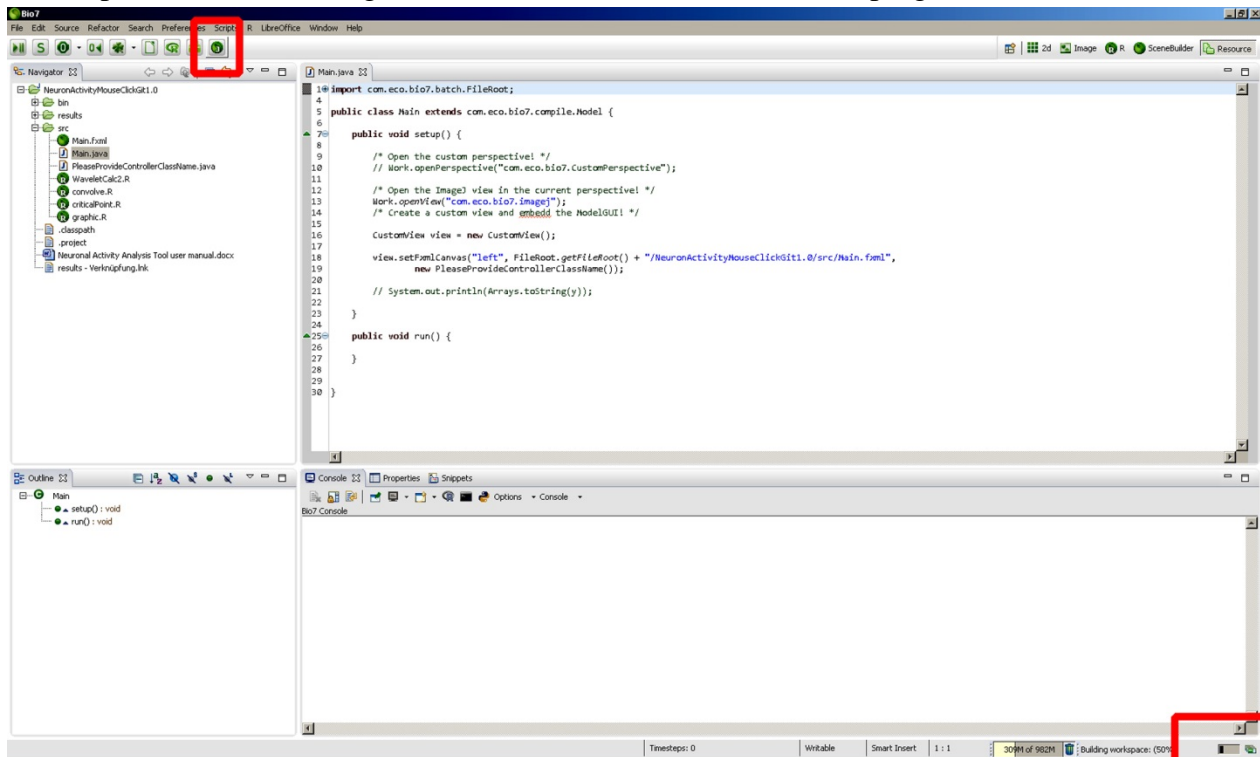 Bio7
File Edit Source Refactor Search Preferences Scripts R LibreOffice Window Help
2d Image R SceneBuilder Resource
Navigator
NeuronActivityMouseClickGit1.0
bin
results
src
Main.fxml
Main.java
PleaseProvideControllerClassName.java
WaveletCalc2.R
convolve.R
criticalPoint.R
graphic.R
.classpath
.project
Neuronal Activity Analysis Tool user manual.docx
results - Verknüpfung.lnk
Main.java
1 import com.eco.bio7.batch.FileRoot;
4
5 public class Main extends com.eco.bio7.compile.Model {
6
7 public void setup() {
8
9 /* Open the custom perspective! */
10 // Work.openPerspective("com.eco.bio7.CustomPerspective");
11
12 /* Open the ImageJ view in the current perspective! */
13 Work.openView("com.eco.bio7.imagej");
14 /* Create a custom view and embedd the ModelGUI! */
15
16 CustomView view = new CustomView();
17
18 view.setFxmlCanvas("left", FileRoot.getFileRoot() + "/NeuronActivityMouseClickGit1.0/src/Main.fxml",
19 new PleaseProvideControllerClassName());
20
21 // System.out.println(Arrays.toString(y));
22
23 }
24
25 public void run() {
26
27 }
28
29
30 }
Outline
Main
setup() : void
run() : void
Console Properties Snippets
Options Console
Bio7 Console
Timesteps: 0 Writable Smart Insert 1 : 1 309M of 982M Building workspace: (50%